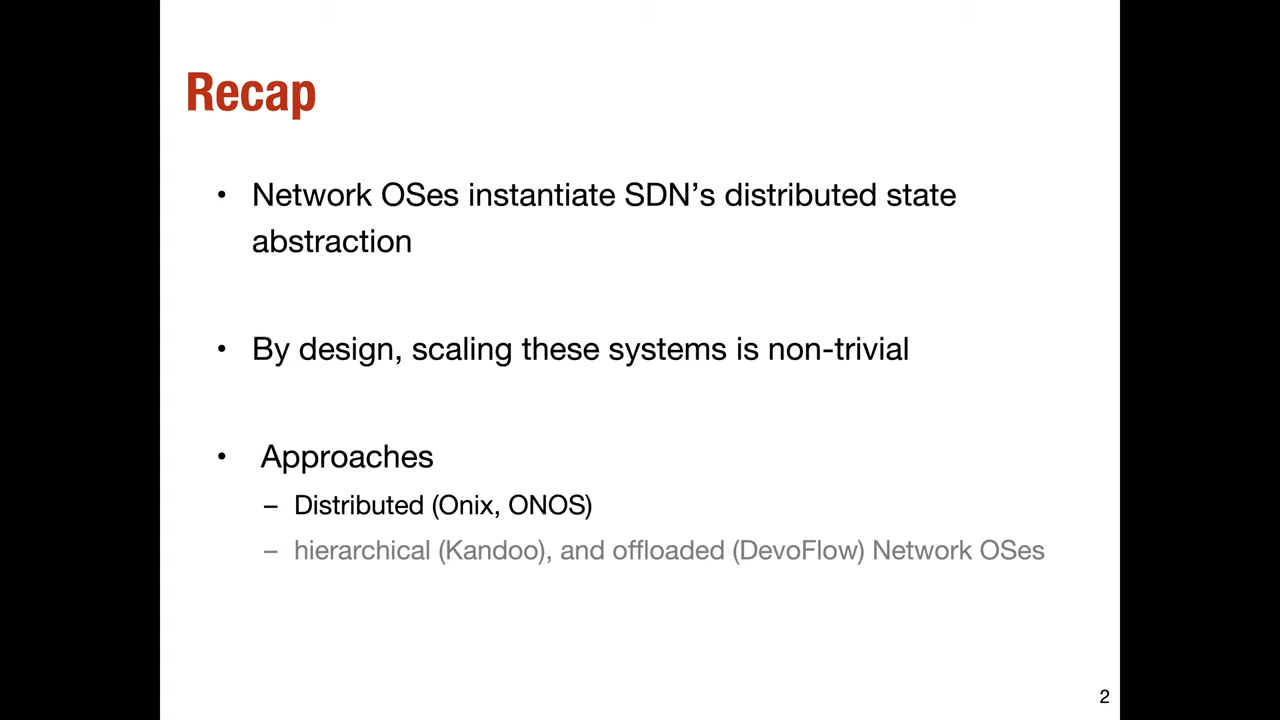 Recap
• Network OSes instantiate SDN’s distributed state
abstraction
• By design, scaling these systems is non-trivial
• Approaches
– Distributed (Onix, ONOS)
– hierarchical (Kandoo), and offloaded (DevoFlow) Network OSes
2